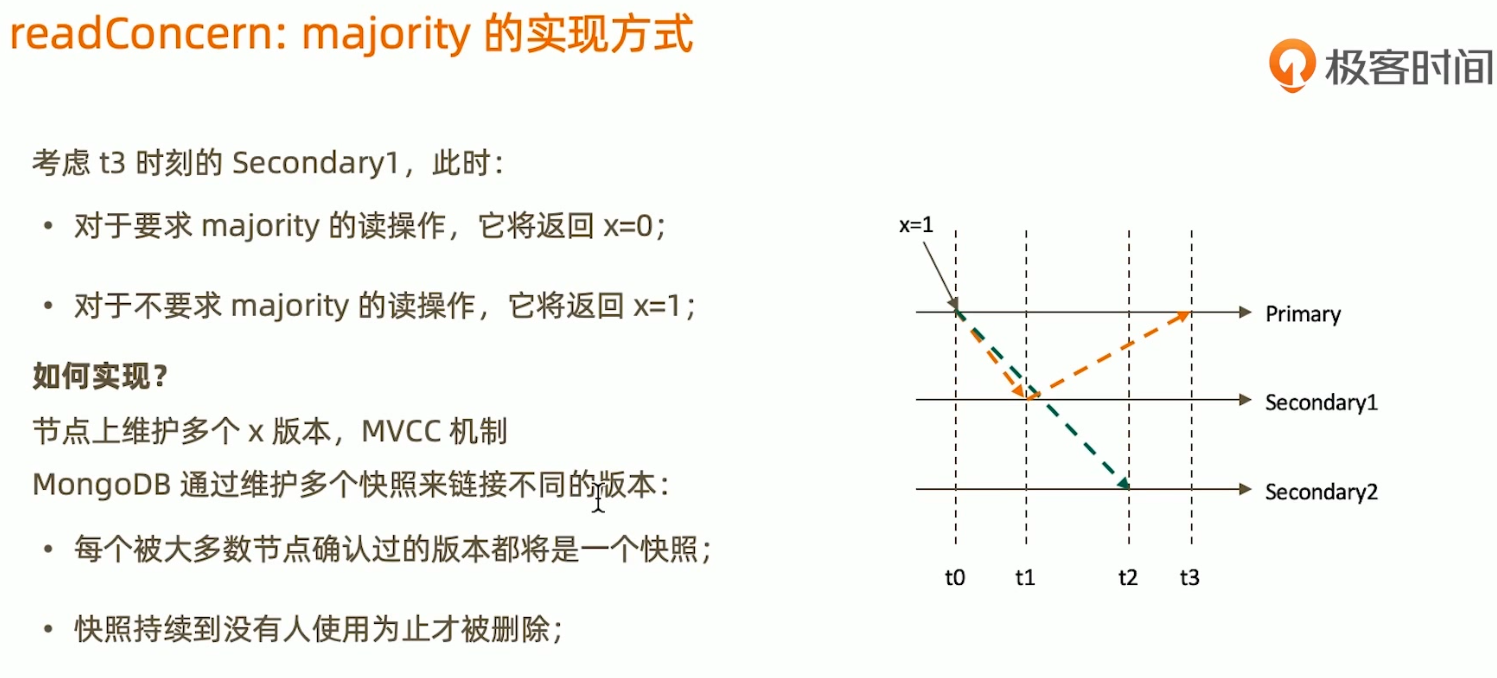 readConcern: majority 的实现方式
极客时间
考虑 t3 时刻的 Secondary1，此时：
• 对于要求 majority 的读操作，它将返回 x=0；
• 对于不要求 majority 的读操作，它将返回 x=1；
如何实现？
节点上维护多个 x 版本，MVCC 机制
MongoDB 通过维护多个快照来链接不同的版本：
• 每个被大多数节点确认过的版本都将是一个快照；
• 快照持续到没有人使用为止才被删除；
x=1
Primary
Secondary1
Secondary2
t0 t1 t2 t3